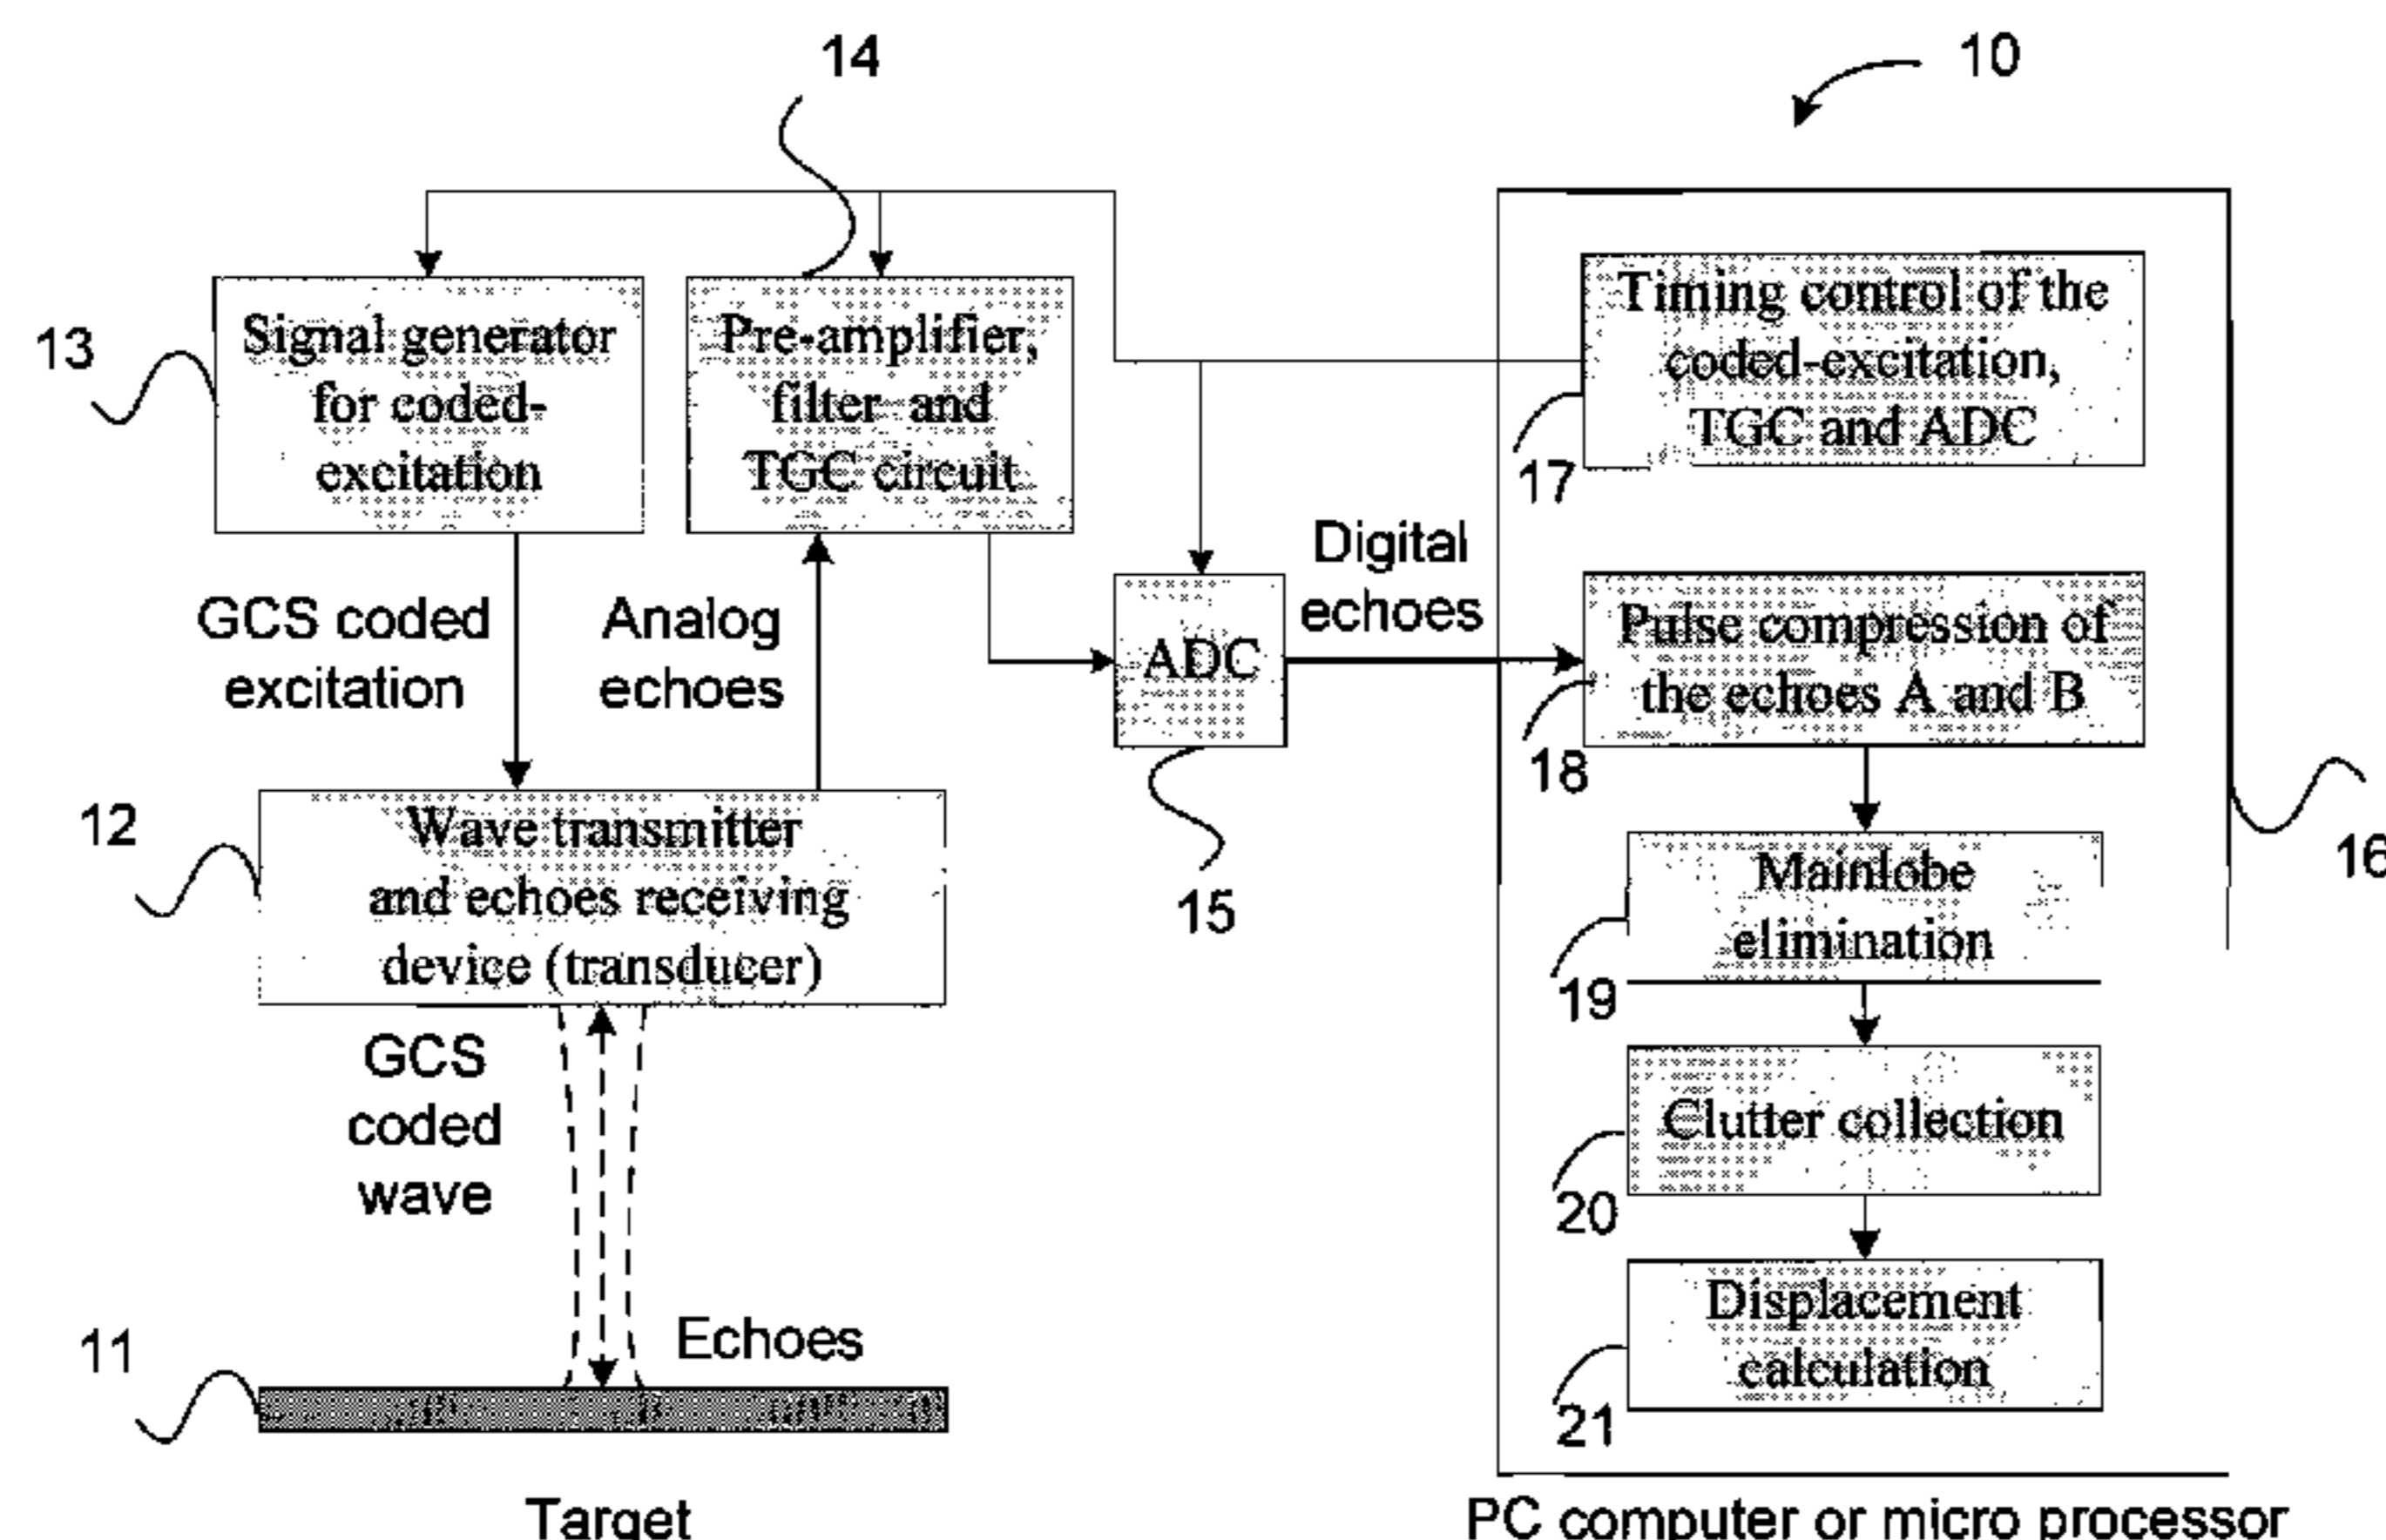 14
10
13
Signal generator
for coded-
excitation
Pre-amplifier,
filter and
TGC circuit
Timing control of the
coded-excitation,
TGC and ADC
17
GCS coded
excitation
Analog
echoes
ADC
15
Digital
echoes
Pulse compression of
the echoes A and B
18
16
12
Wave transmitter
and echoes receiving
device (transducer)
Mainlobe
elimination
19
GCS
coded
wave
Clutter collection
20
11
Echoes
Displacement
calculation
21
Target
PC computer or micro processor